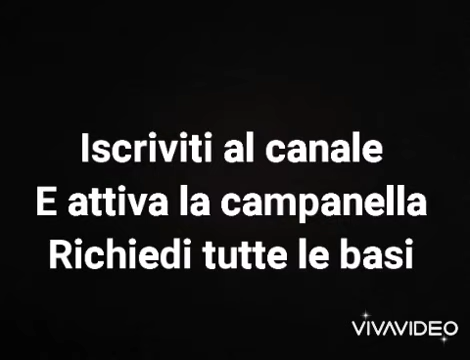 Iscriviti al canale
E attiva la campanella
Richiedi tutte le basi
VIVAVIDEO